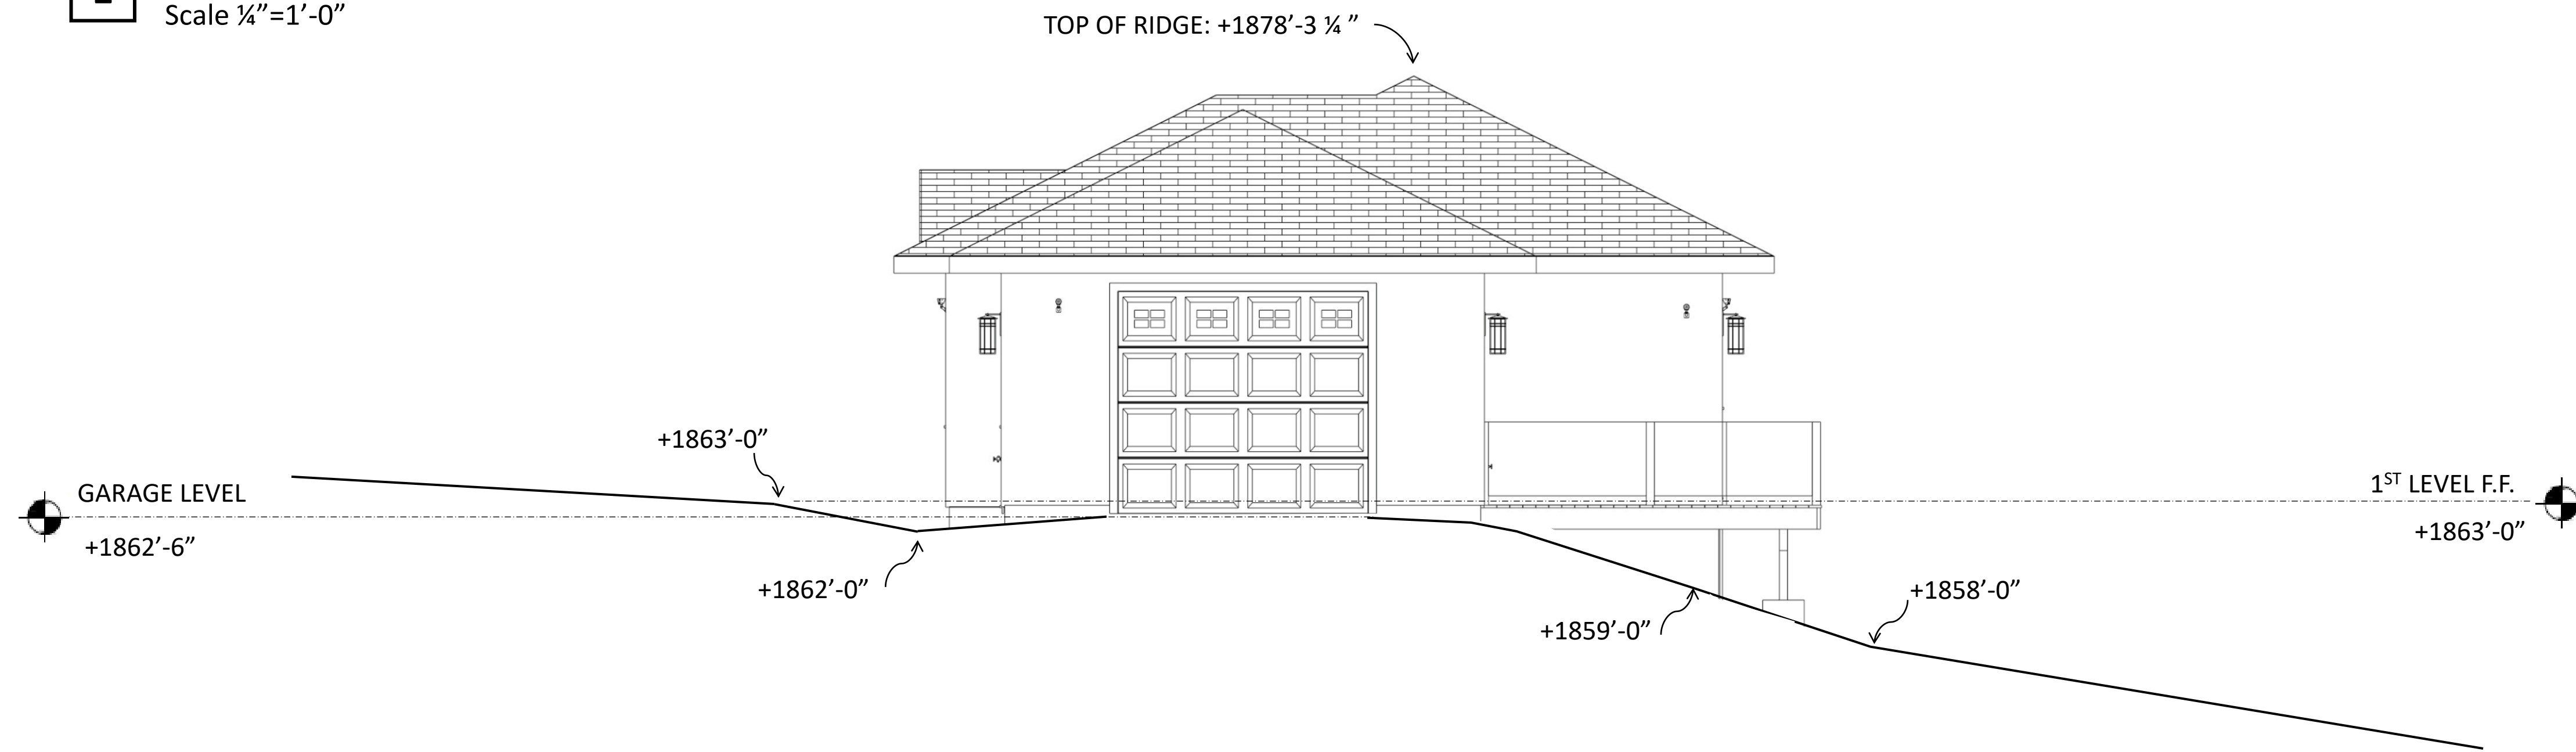 Scale ¼”=1’-0”
TOP OF RIDGE: +1878’-3 ¼ ”
+1863’-0”
GARAGE LEVEL
1ST LEVEL F.F.
+1862’-6”
+1863’-0”
+1862’-0”
+1858’-0”
+1859’-0”